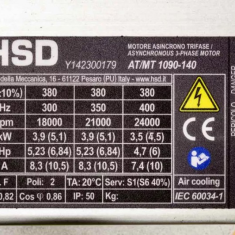 HSD
Y142300179
MOTORE ASINCRONO TRIFASE /
ASYNCHRONOUS 3-PHASE MOTOR
AT/MT 1090-140
della Meccanica, 16 - 61122 Pesaro (PU) Italy - www.hsd.it
±10%) 380 380 380
Hz 300 350 400
pm 18000 21000 24000
kW 3,9 (5,1) 3,9 (5,1) 3,5 (4,5)
Hp 5,23 (6,84) 5,23 (6,84) 4,7
A 8,3 (10,5) 8,3 (10,5) 7,4
CE
PERICOLO
F Poli: 2 TA: 20°C Serv: S1(S6 40%) Air cooling
0,82 Cos φ 0,86 IP: 50 Kg: IEC 60034-1